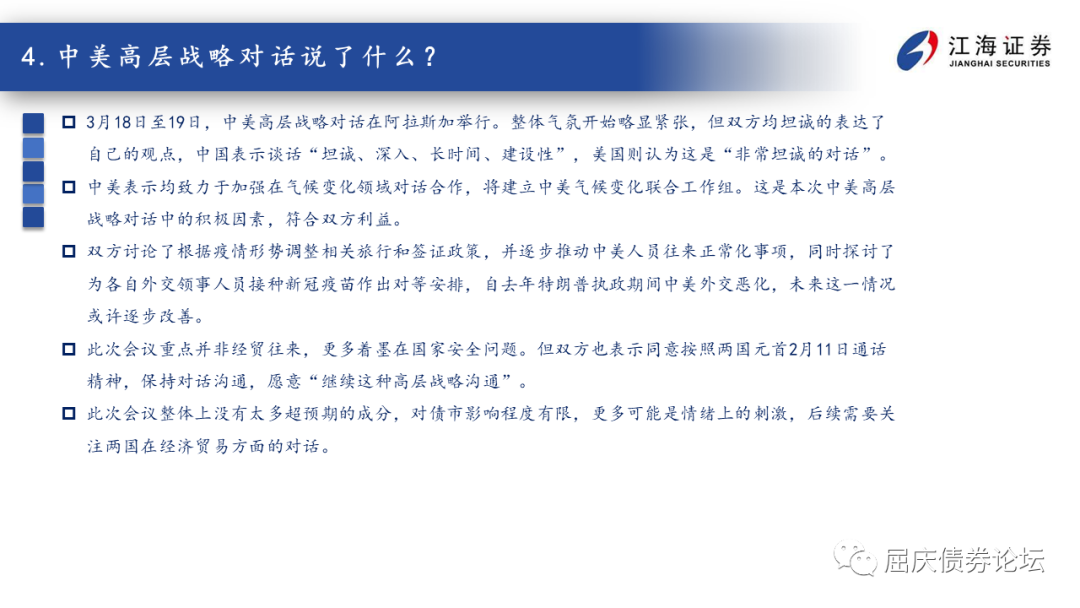 4. 中美高层战略对话说了什么？
江海证券
JIANGHAI SECURITIES
3月18日至19日，中美高层战略对话在阿拉斯加举行。整体气氛开始略显紧张，但双方均坦诚的表达了
自己的观点，中国表示谈话“坦诚、深入、长时间、建设性”，美国则认为这是“非常坦诚的对话”。
中美表示均致力于加强在气候变化领域对话合作，将建立中美气候变化联合工作组。这是本次中美高层
战略对话中的积极因素，符合双方利益。
双方讨论了根据疫情形势调整相关旅行和签证政策，并逐步推动中美人员往来正常化事项，同时探讨了
为各自外交领事人员接种新冠疫苗作出对等安排，自去年特朗普执政期间中美外交恶化，未来这一情况
或许逐步改善。
此次会议重点并非经贸往来，更多着墨在国家安全问题。但双方也表示同意按照两国元首2月11日通话
精神，保持对话沟通，愿意“继续这种高层战略沟通”。
此次会议整体上没有太多超预期的成分，对债市影响程度有限，更多可能是情绪上的刺激，后续需要关
注两国在经济贸易方面的对话。
屈庆债券论坛